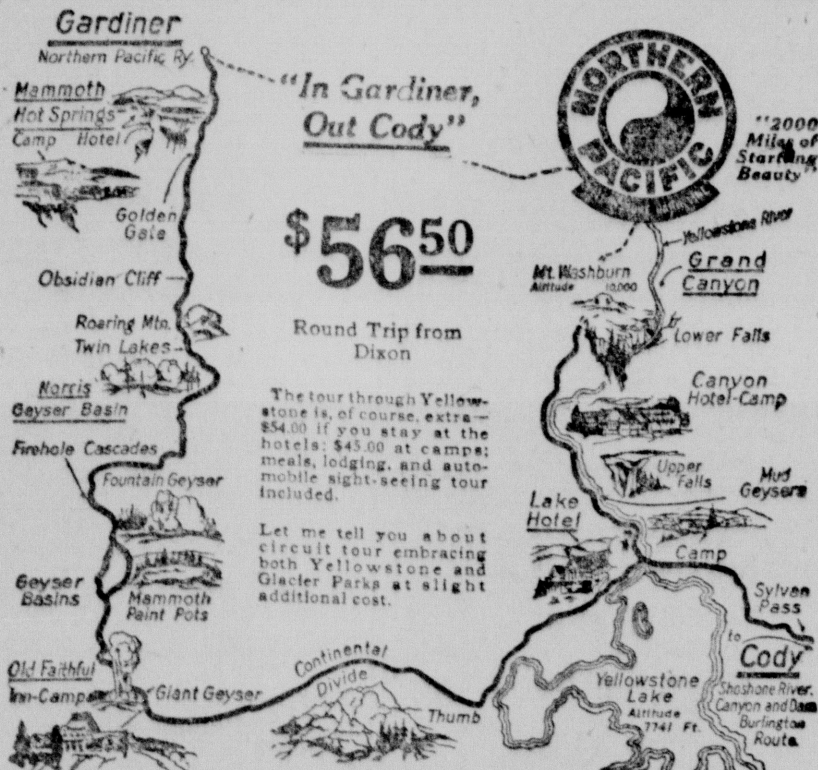 Gardiner
Northern Pacific Ry.
Mammoth
Hot Springs
Camp Hotel
Golden
Gate
Obsidian Cliff
Roaring Mtn.
Twin Lakes
Norris
Geyser Basin
Firehole Cascades
Fountain Geyser
Geyser
Basins
Mammoth
Paint Pots
Old Faithful
Inn-Camp
Giant Geyser
"In Gardiner,
Out Cody"
$56.50
Round Trip from
Dixon
The tour through Yellow-
stone is, of course, extra—
$54.00 if you stay at the
hotels; $45.00 at camps;
meals, lodging, and auto-
mobile sight-seeing tour
included.
Let me tell you about
circuit tour embracing
both Yellowstone and
Glacier Parks at slight
additional cost.
Continental
Divide
Thumb
NORTHERN
PACIFIC
"2000
Miles of
Startling
Beauty"
Yellowstone River
Grand
Canyon
Mt. Washburn
Altitude 10,000
Lower Falls
Canyon
Hotel-Camp
Upper
Falls
Mud
Geysers
Lake
Hotel
Camp
Sylvan
Pass
to
Cody
Shoshone River,
Canyon and Dam
Burlington
Route
Yellowstone
Lake
Altitude
7741 Ft.